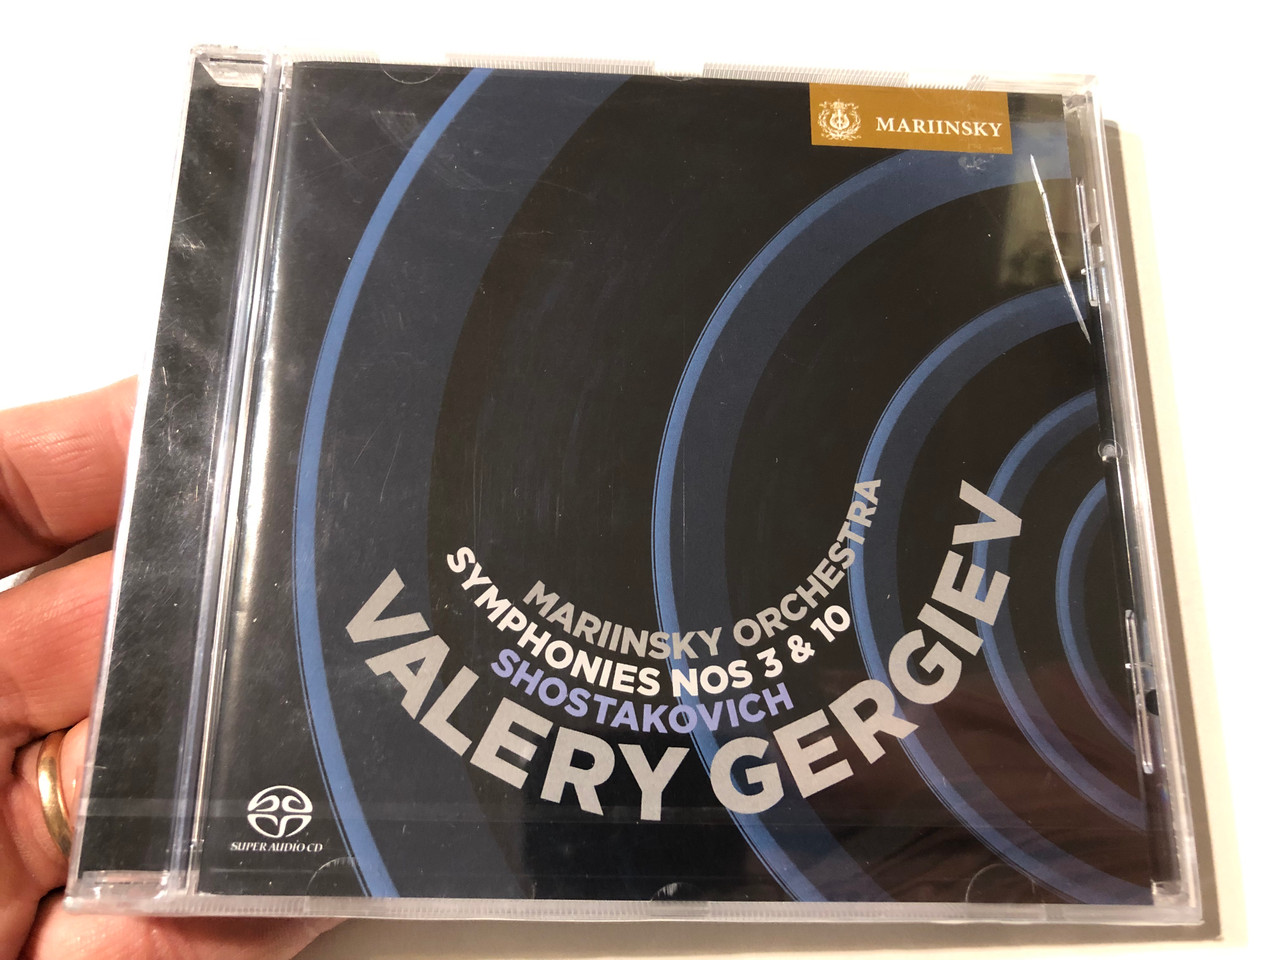 MARIINSKY
MARIINSKY ORCHESTRA
SYMPHONIES NOS 3 & 10
SHOSTAKOVICH
VALERY GERGIEV
SUPER AUDIO CD